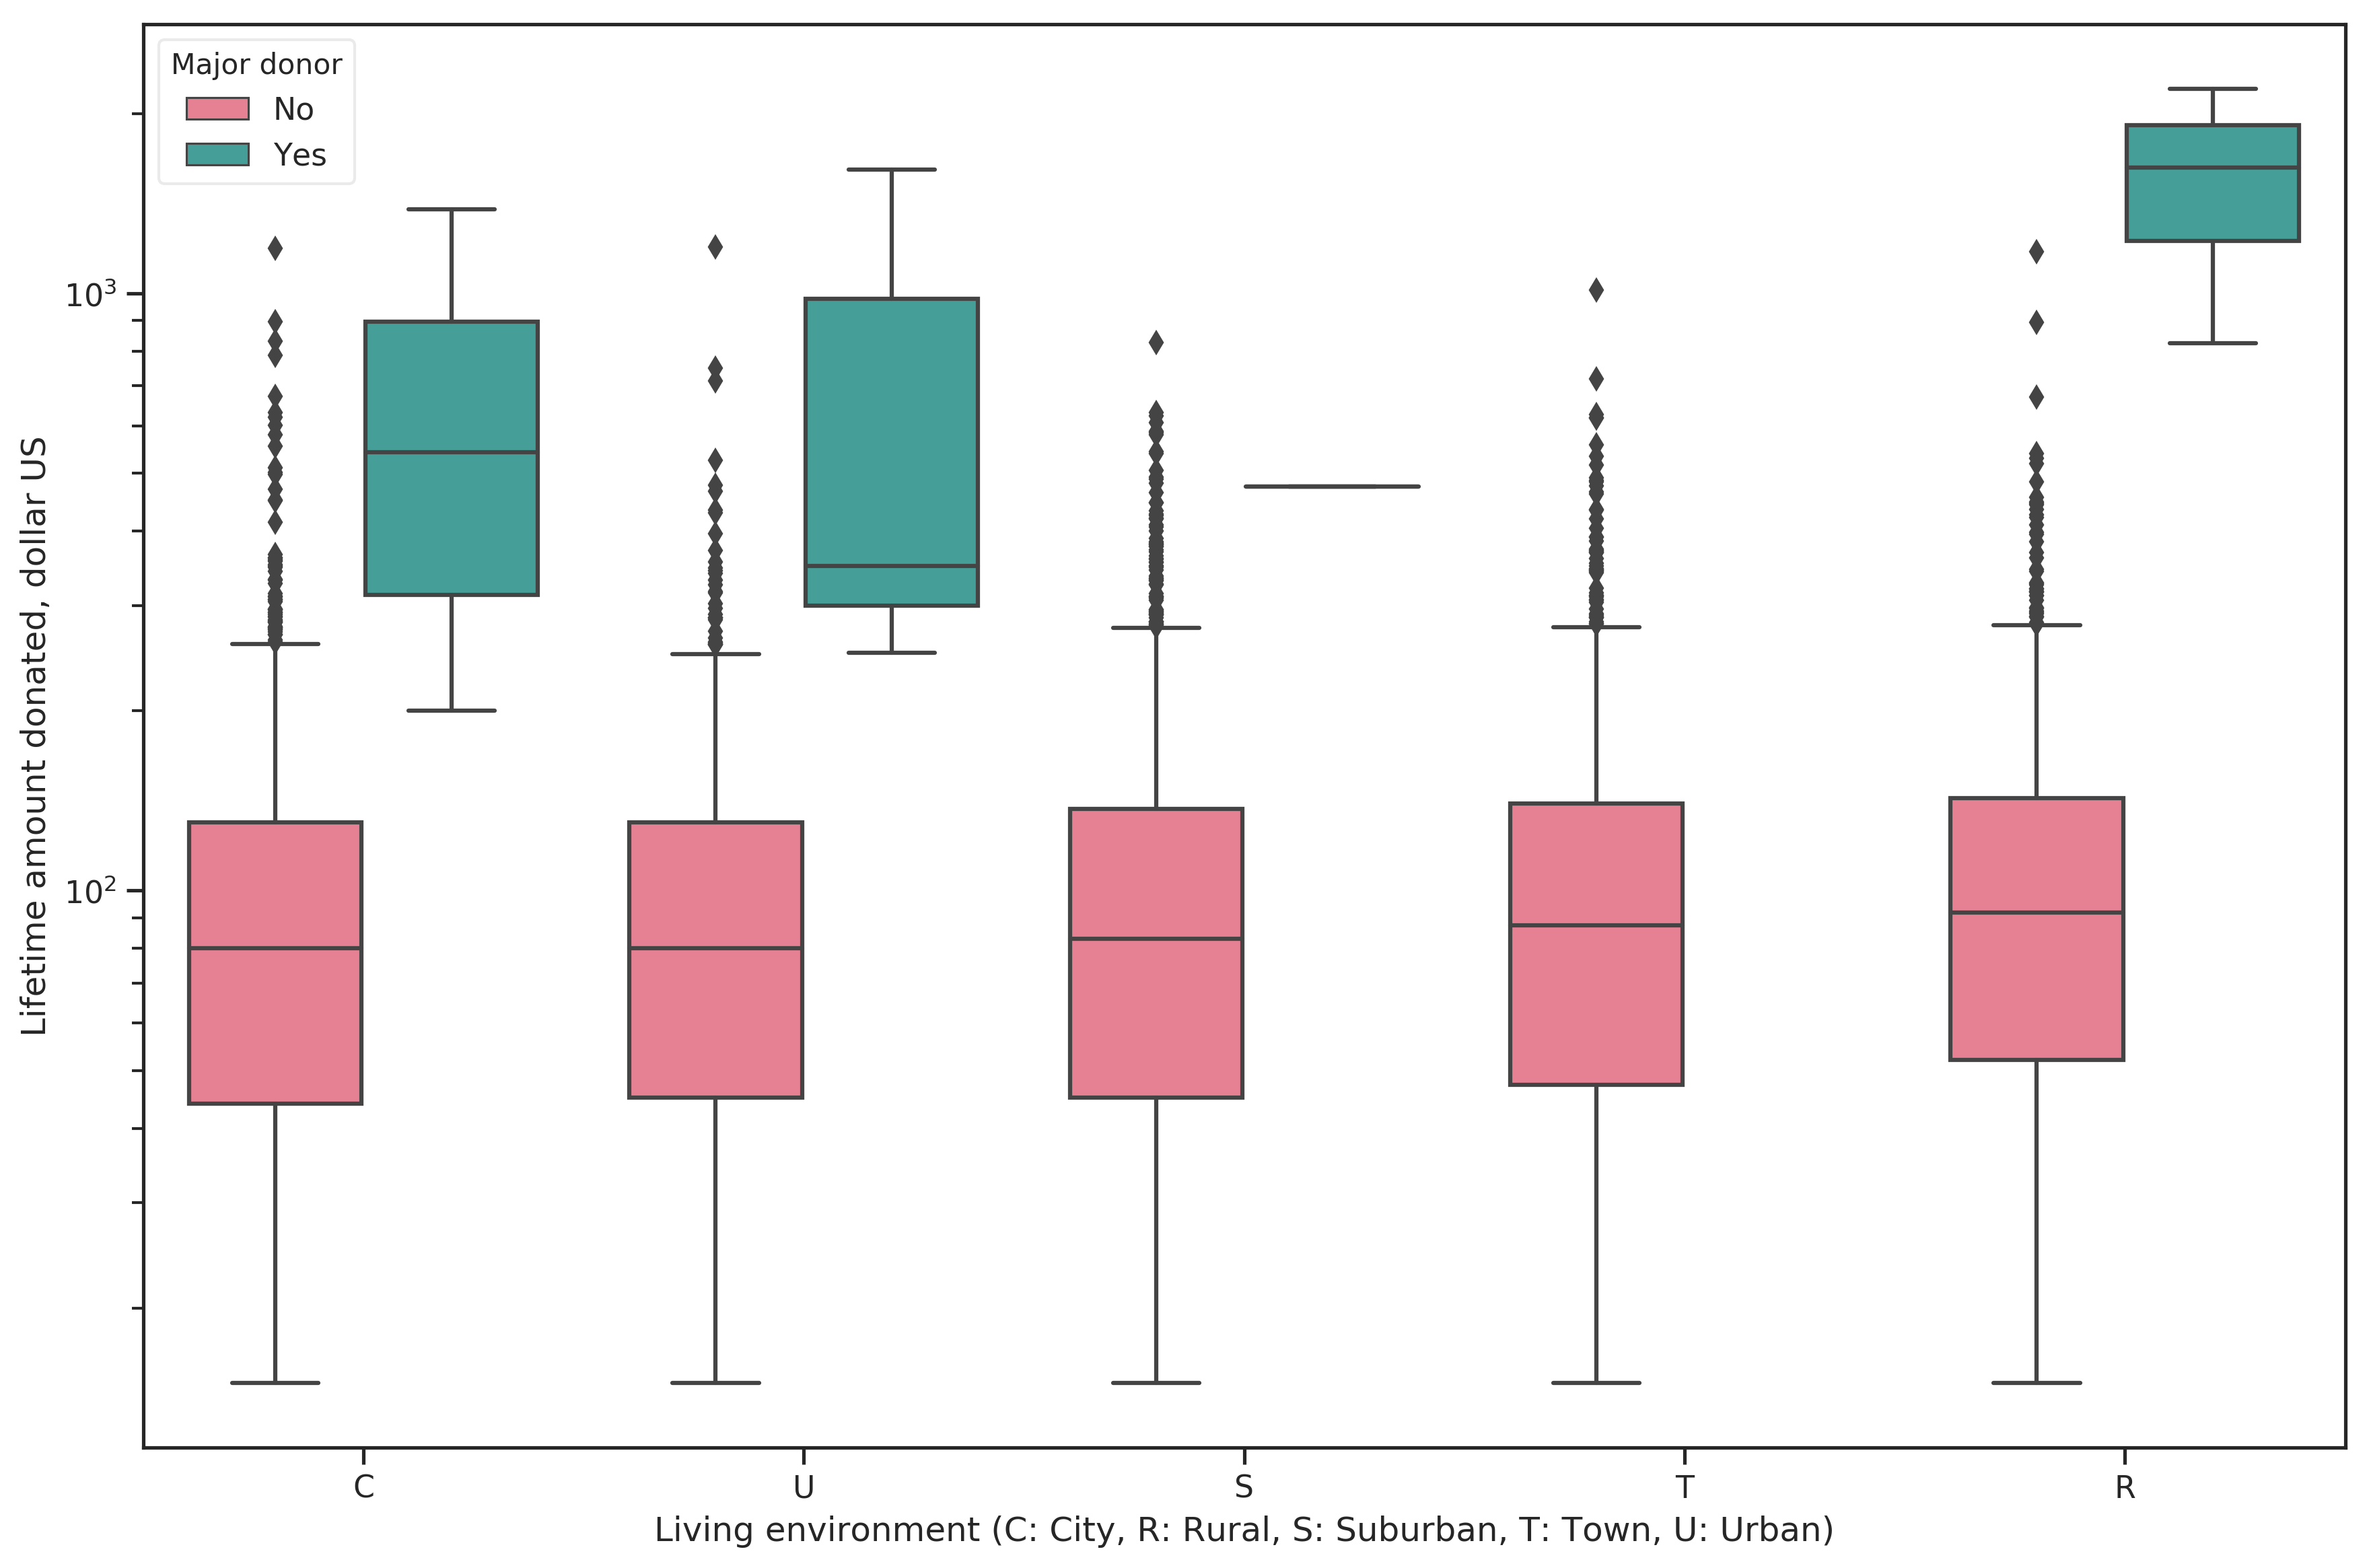 Major donor
No
Yes
10³
10²
Lifetime amount donated, dollar US
C U S T R
Living environment (C: City, R: Rural, S: Suburban, T: Town, U: Urban)